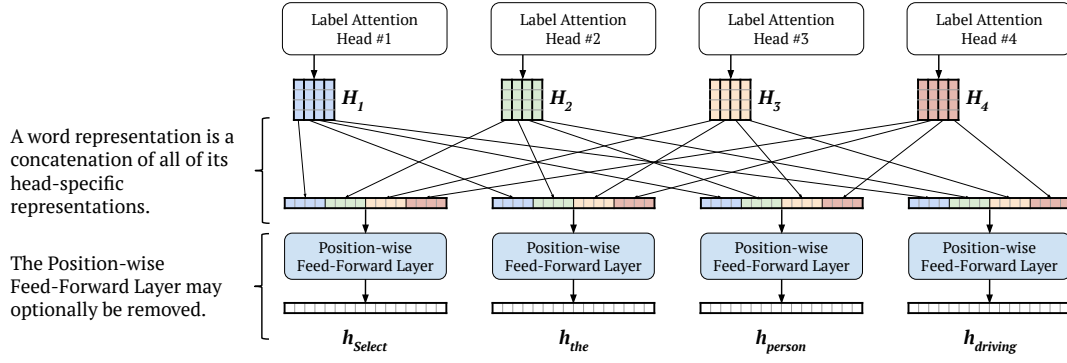 Label Attention
Head #1
Label Attention
Head #2
Label Attention
Head #3
Label Attention
Head #4
H1
H2
H3
H4
A word representation is a
concatenation of all of its
head-specific
representations.
Position-wise
Feed-Forward Layer
Position-wise
Feed-Forward Layer
Position-wise
Feed-Forward Layer
Position-wise
Feed-Forward Layer
The Position-wise
Feed-Forward Layer may
optionally be removed.
hSelect
hthe
hperson
hdriving